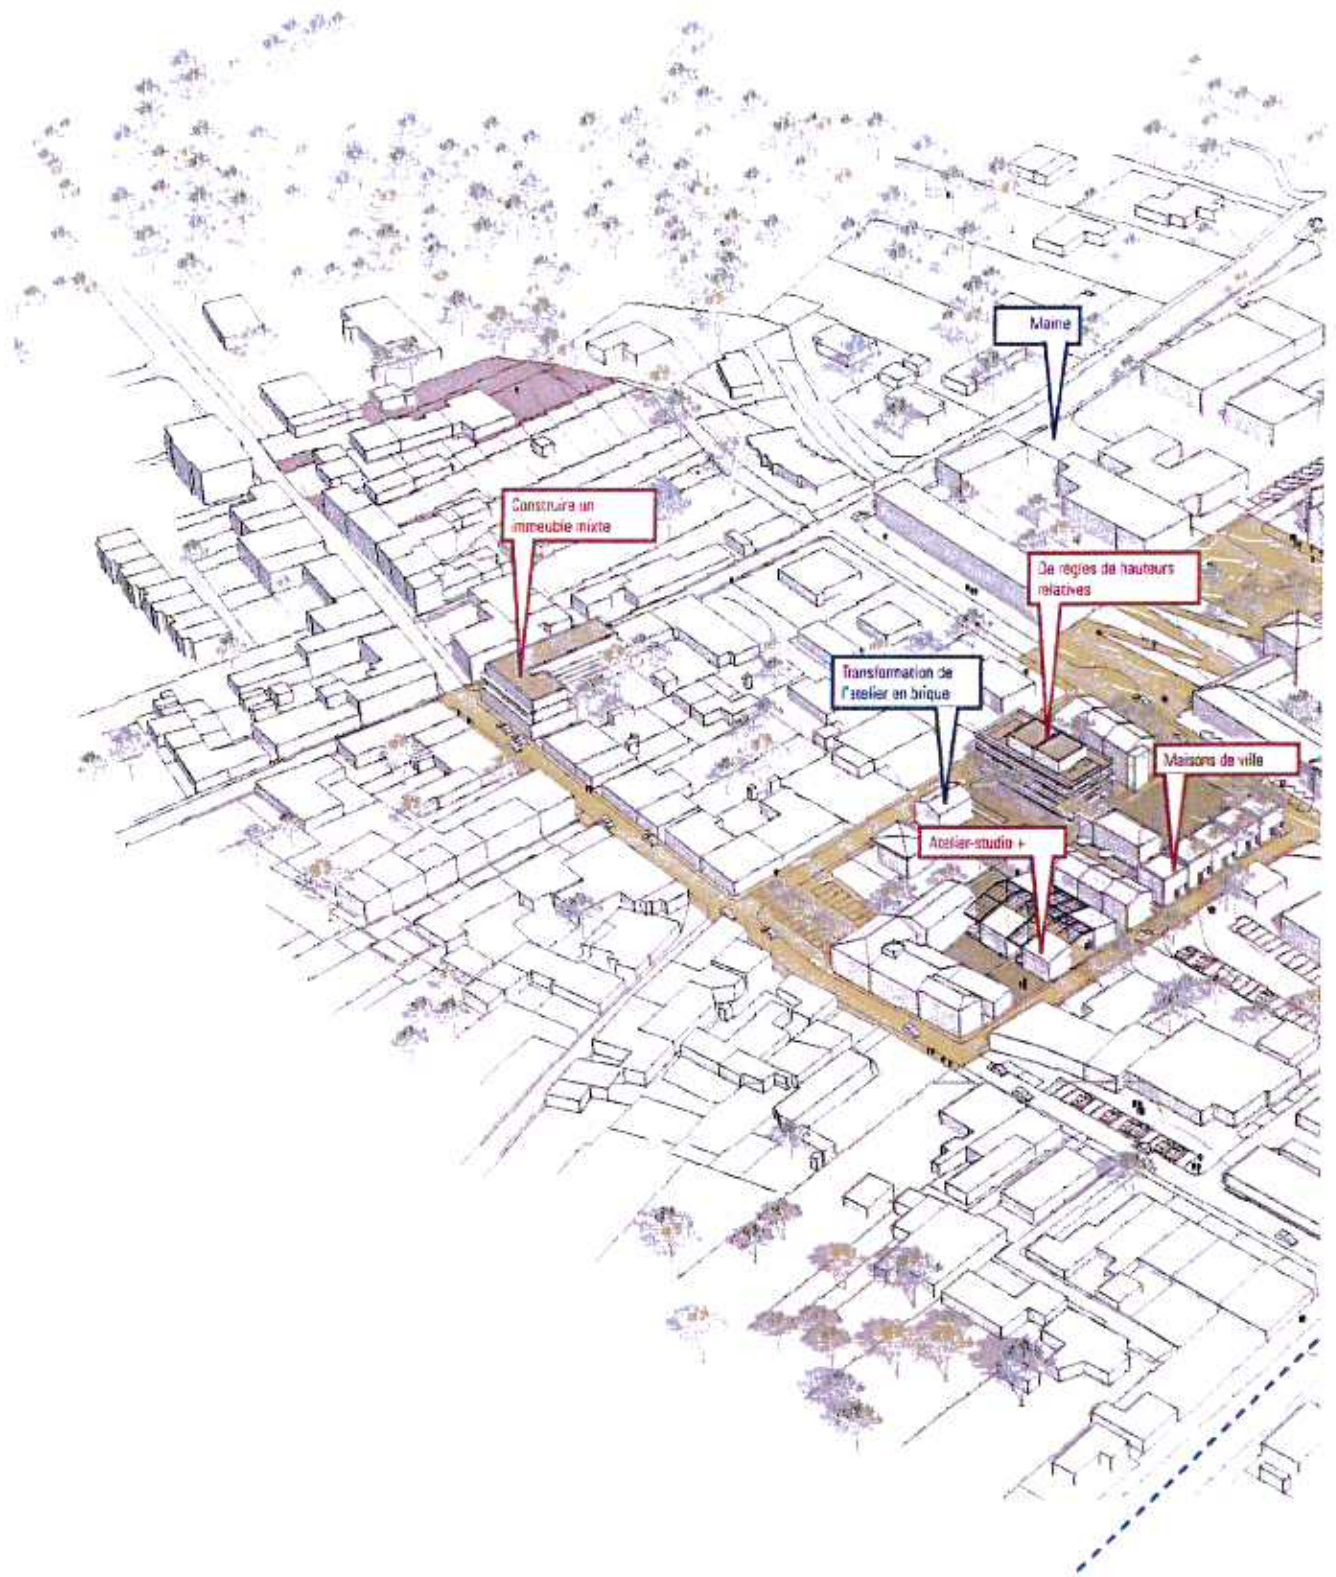 Mairie
Construire un
immeuble mixte
De règles de hauteurs
relatives
Transformation de
l'atelier en brique
Maisons de ville
Atelier-studio +